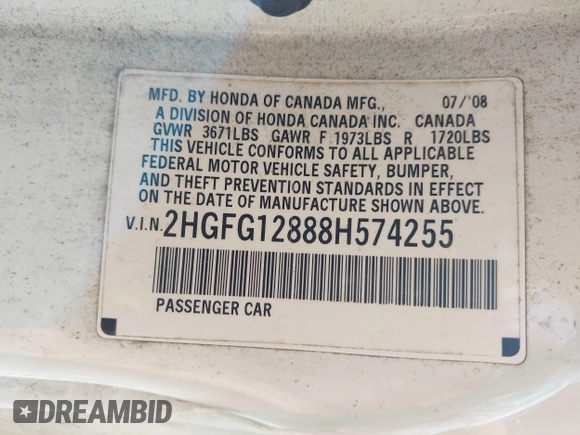 MFD. BY HONDA OF CANADA MFG., 07/'08
A DIVISION OF HONDA CANADA INC. CANADA
GVWR 3671LBS GAWR F 1973LBS R 1720LBS
THIS VEHICLE CONFORMS TO ALL APPLICABLE
FEDERAL MOTOR VEHICLE SAFETY, BUMPER,
AND THEFT PREVENTION STANDARDS IN EFFECT
ON THE DATE OF MANUFACTURE SHOWN ABOVE.
V.I.N. 2HGFG12888H574255
PASSENGER CAR
DREAMBID